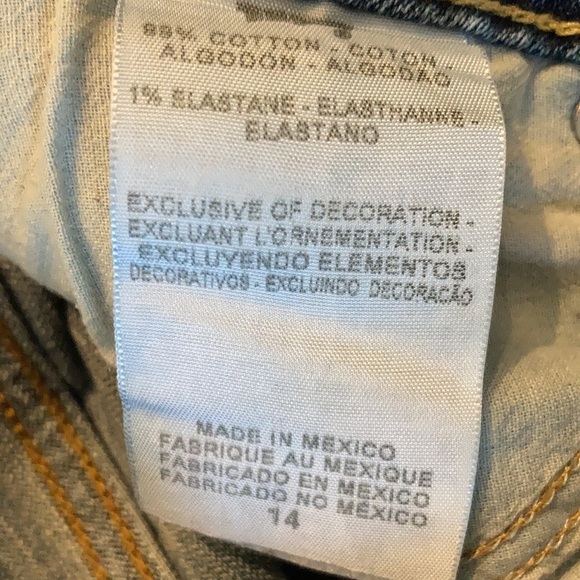 99% COTTON - COTON
ALGODÓN - ALGODÃO
1% ELASTANE - ELASTHANNE -
ELASTANO
EXCLUSIVE OF DECORATION -
EXCLUANT L'ORNEMENTATION -
EXCLUYENDO ELEMENTOS
DECORATIVOS - EXCLUINDO DECORAÇÃO
MADE IN MEXICO
FABRIQUE AU MEXIQUE
FABRICADO EN MÉXICO
FABRICADO NO MÉXICO
14